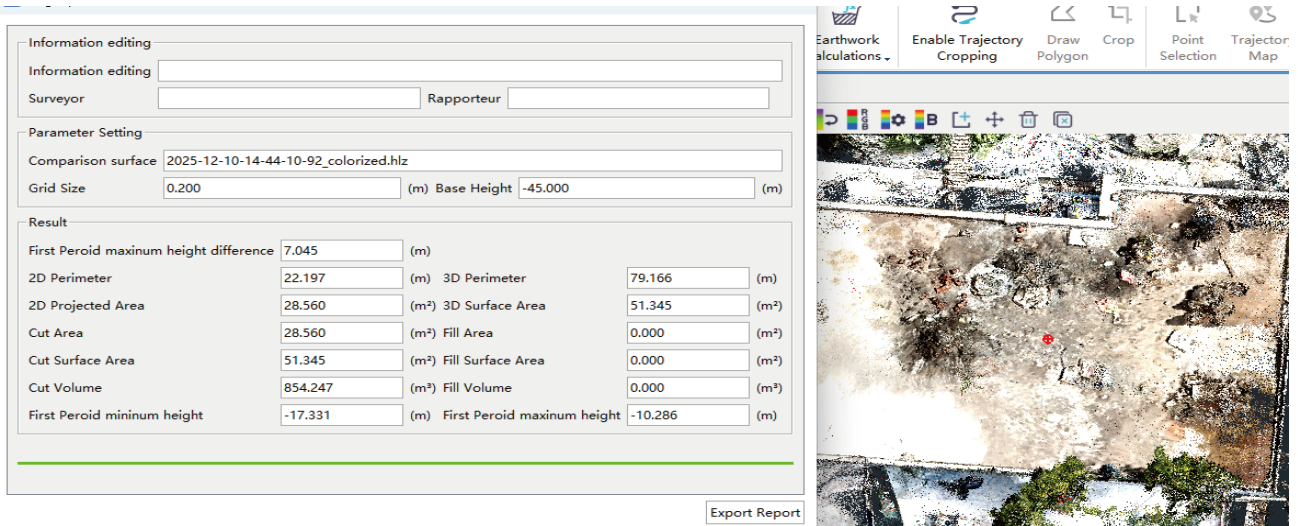 Information editing
Information editing
Surveyor Rapporteur
Parameter Setting
Comparison surface 2025-12-10-14-44-10-92_colorized.hlz
Grid Size 0.200 (m) Base Height -45.000 (m)
Result
First Peroid maxinum height difference 7.045 (m)
2D Perimeter 22.197 (m) 3D Perimeter 79.166 (m)
2D Projected Area 28.560 (m²) 3D Surface Area 51.345 (m²)
Cut Area 28.560 (m²) Fill Area 0.000 (m²)
Cut Surface Area 51.345 (m²) Fill Surface Area 0.000 (m²)
Cut Volume 854.247 (m³) Fill Volume 0.000 (m³)
First Peroid mininum height -17.331 (m) First Peroid maxinum height -10.286 (m)
Export Report
Earthwork Enable Trajectory Draw Crop Point Trajectory
alculations Cropping Polygon Selection Map
RGB B